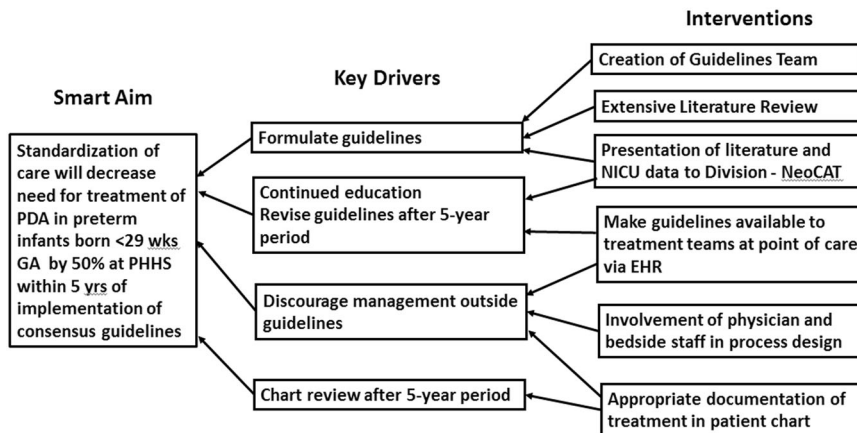 Smart Aim
Standardization of
care will decrease
need for treatment of
PDA in preterm
infants born <29 wks
GA by 50% at PHHS
within 5 yrs of
implementation of
consensus guidelines
Key Drivers
Formulate guidelines
Continued education
Revise guidelines after 5-year
period
Discourage management outside
guidelines
Chart review after 5-year period
Interventions
Creation of Guidelines Team
Extensive Literature Review
Presentation of literature and
NICU data to Division - NeoCAT
Make guidelines available to
treatment teams at point of care
via EHR
Involvement of physician and
bedside staff in process design
Appropriate documentation of
treatment in patient chart